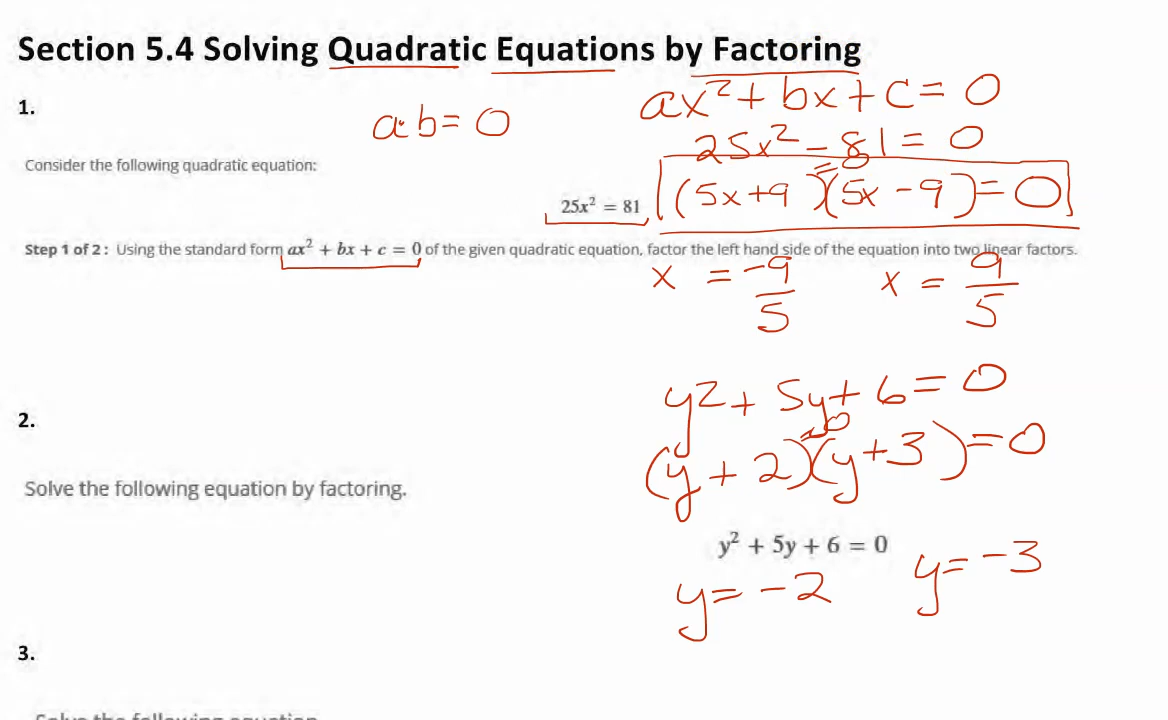 Section 5.4 Solving Quadratic Equations by Factoring
1.
ax² + bx + c = 0
a·b = 0
25x² - 81 = 0
Consider the following quadratic equation:
(5x+9)(5x-9) = 0
25x² = 81
Step 1 of 2: Using the standard form ax² + bx + c = 0 of the given quadratic equation, factor the left hand side of the equation into two linear factors.
x = -9/5 x = 9/5
y2 + 5y + 6 = 0
2.
(y + 2)(y + 3) = 0
Solve the following equation by factoring.
y² + 5y + 6 = 0
y = -2 y = -3
3.
Solve the following equation